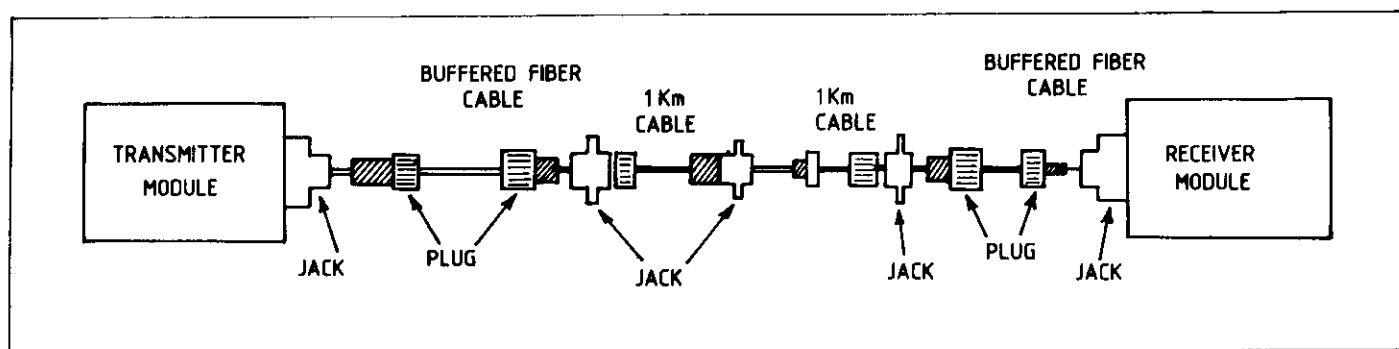 BUFFERED FIBER
CABLE
1Km
CABLE
1Km
CABLE
BUFFERED FIBER
CABLE
TRANSMITTER
MODULE
RECEIVER
MODULE
JACK
PLUG
JACK
JACK
PLUG
JACK